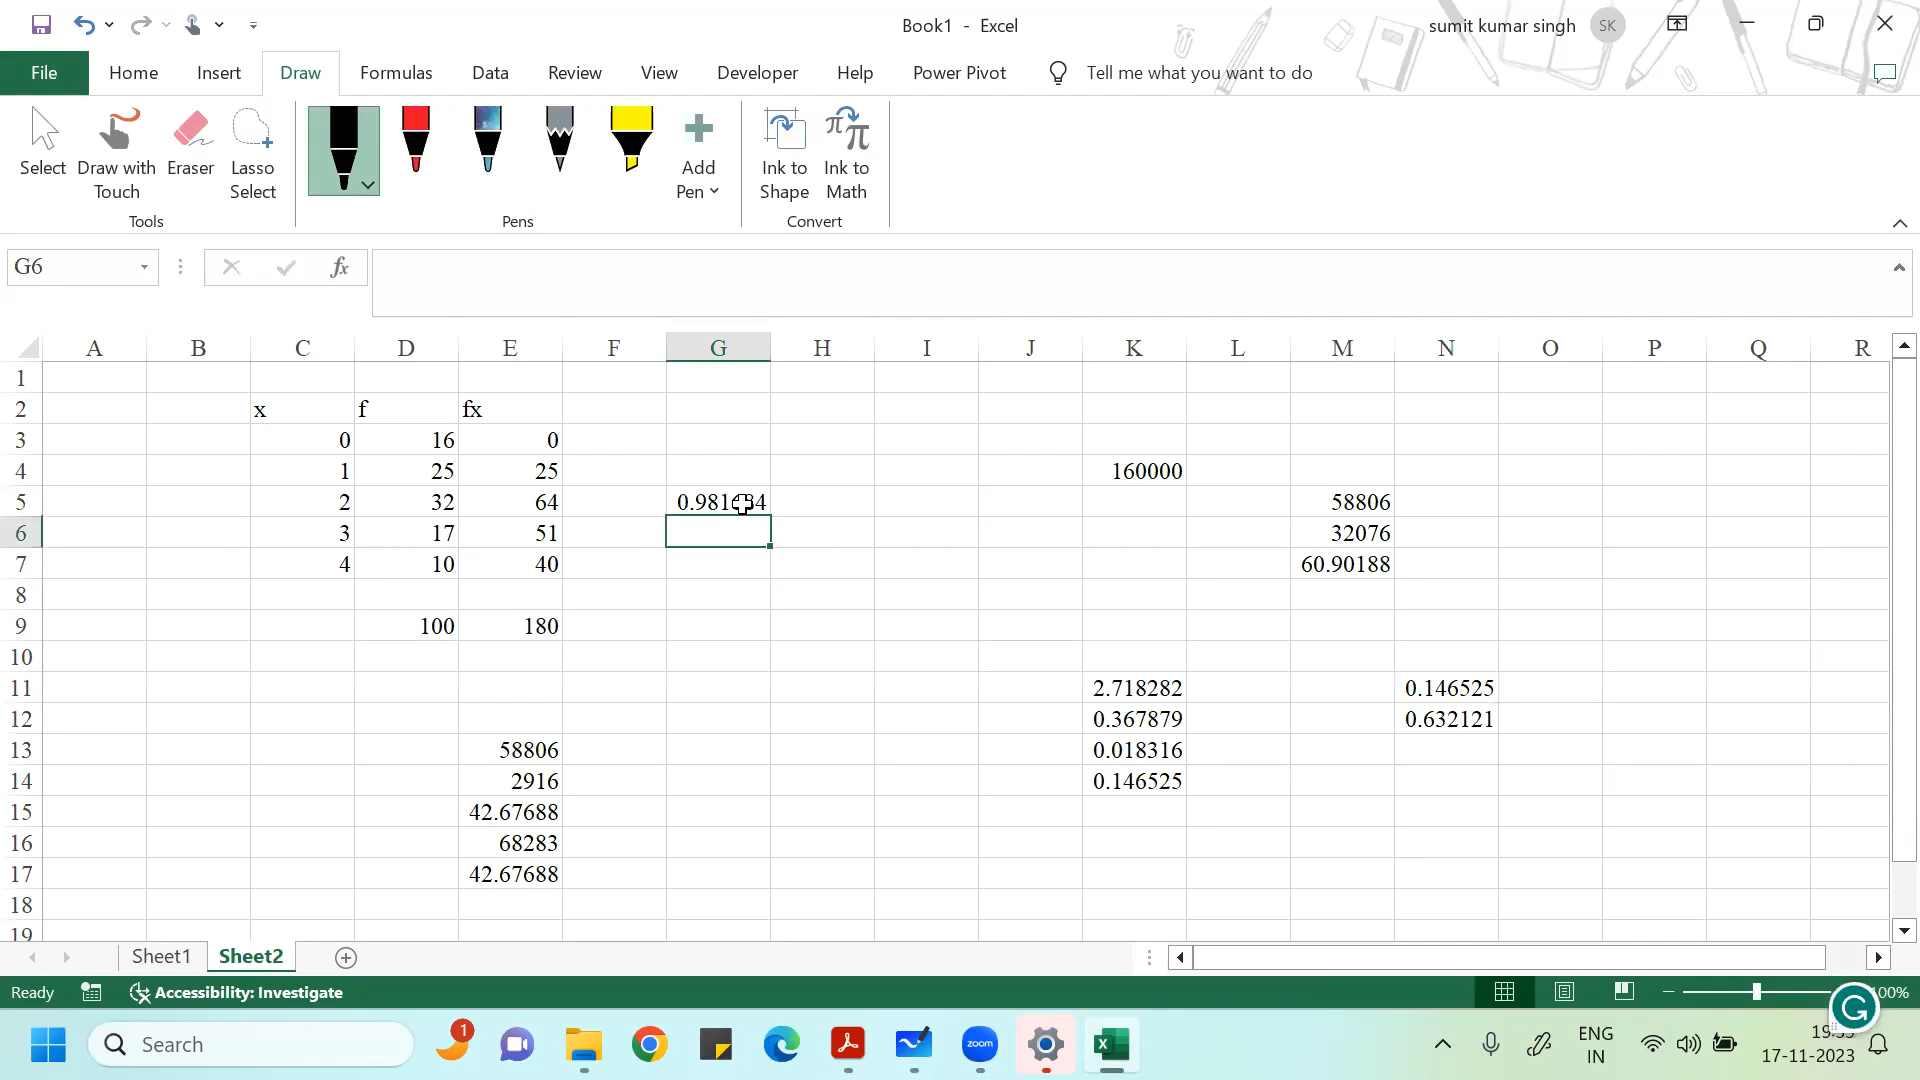 Book1 - Excel
sumit kumar singh
SK
File Home Insert Draw Formulas Data Review View Developer Help Power Pivot Tell me what you want to do
Select
Draw with Touch
Eraser
Lasso Select
Add Pen
Ink to Shape
Ink to Math
Tools
Pens
Convert
G6
fx
A B C D E F G H I J K L M N O P Q R
1
2 x f fx
3 0 16 0
4 1 25 25 160000
5 2 32 64 58806
6 3 17 51 32076
7 4 10 40 60.90188
8
9 100 180
10
11 2.718282 0.146525
12 0.367879 0.632121
13 58806 0.018316
14 2916 0.146525
15 42.67688
16 68283
17 42.67688
18
19
Sheet1 Sheet2
Ready
Accessibility: Investigate
Search
1
zoom
ENG
IN
17-11-2023